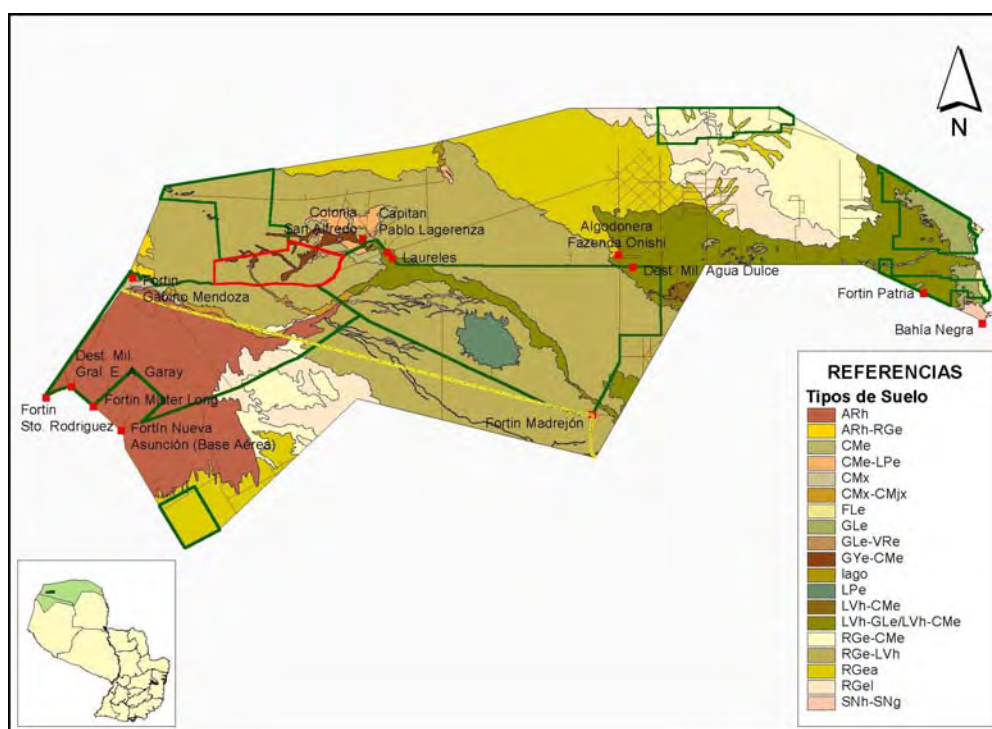 N
Colonia
San Alfredo
Capitan
Pablo Lagerenza
Laureles
Algodonera
Fazenda Onishi
Dest. Mil. Agua Dulce
Fortin
Gabino Mendoza
Fortin Patria
Bahía Negra
Dest. Mil.
Gral. E. A Garay
Fortin Mister Long
Fortin
Sto. Rodriguez
Fortín Nueva
Asunción (Base Aérea)
Fortin Madrejón
REFERENCIAS
Tipos de Suelo
ARh
ARh-RGe
CMe
CMe-LPe
CMx
CMx-CMjx
FLe
GLe
GLe-VRe
GYe-CMe
lago
LPe
LVh-CMe
LVh-GLe/LVh-CMe
RGe-CMe
RGe-LVh
RGea
RGel
SNh-SNg